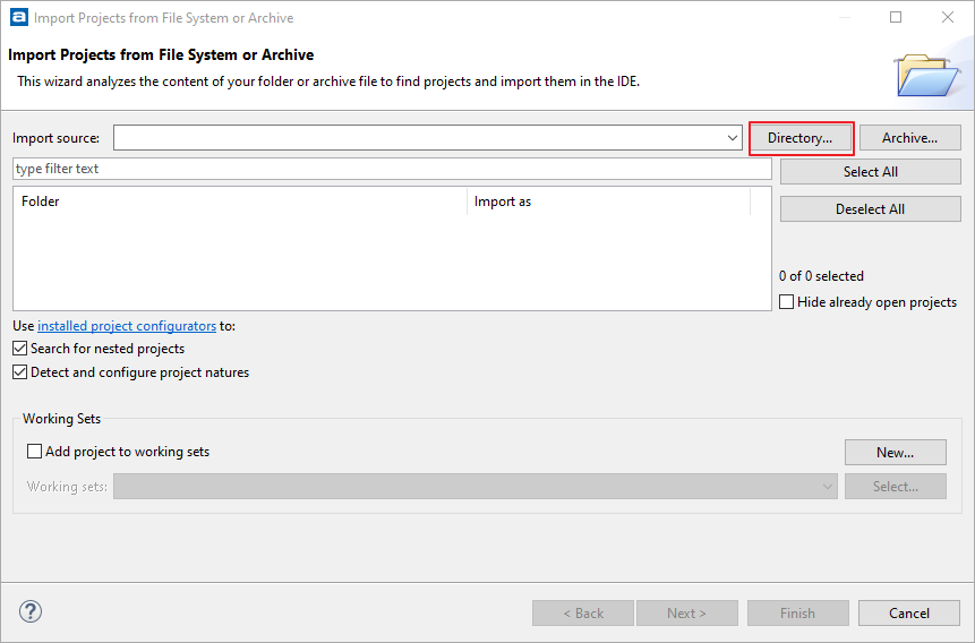 a Import Projects from File System or Archive
Import Projects from File System or Archive
This wizard analyzes the content of your folder or archive file to find projects and import them in the IDE.
Import source: Directory... Archive...
type filter text Select All
Folder Import as
Deselect All
0 of 0 selected
Hide already open projects
Use installed project configurators to:
Search for nested projects
Detect and configure project natures
Working Sets
Add project to working sets New...
Working sets: Select...
? < Back Next > Finish Cancel